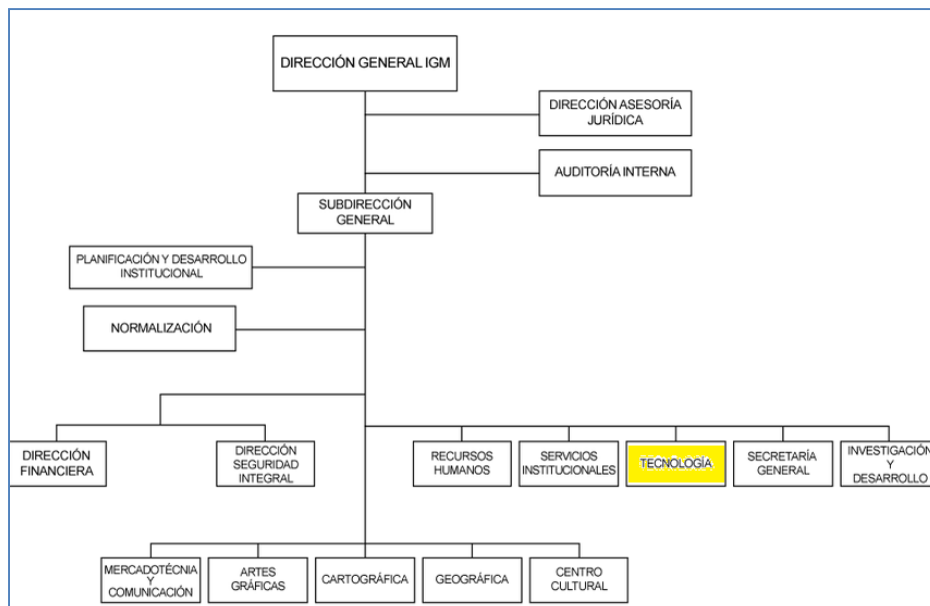 DIRECCIÓN GENERAL IGM
DIRECCIÓN ASESORÍA
JURÍDICA
AUDITORÍA INTERNA
SUBDIRECCIÓN
GENERAL
PLANIFICACIÓN Y DESARROLLO
INSTITUCIONAL
NORMALIZACIÓN
DIRECCIÓN
FINANCIERA
DIRECCIÓN
SEGURIDAD
INTEGRAL
RECURSOS
HUMANOS
SERVICIOS
INSTITUCIONALES
TECNOLOGÍA
SECRETARÍA
GENERAL
INVESTIGACIÓN
Y
DESARROLLO
MERCADOTÉCNIA
Y
COMUNICACIÓN
ARTES
GRÁFICAS
CARTOGRÁFICA
GEOGRÁFICA
CENTRO
CULTURAL